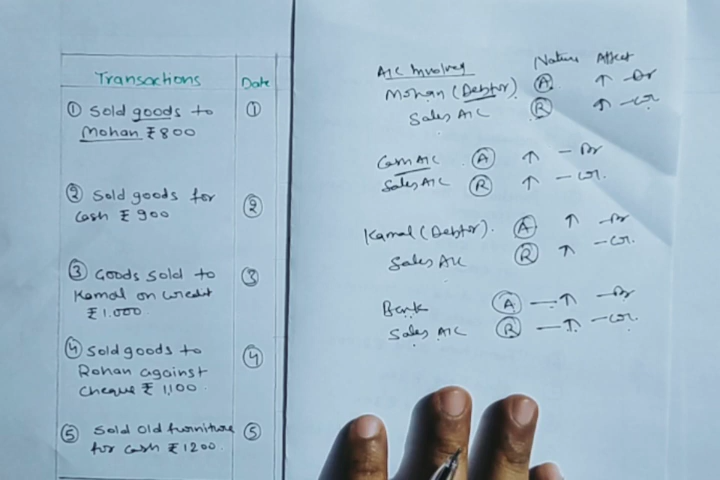 Transactions Date
① Sold goods to ①
Mohan ₹800
② Sold goods for
Cash ₹900 ②
③ Goods sold to ③
Kamal on credit
₹1,000
④ Sold goods to ④
Rohan against
Cheque ₹1,100.
⑤ Sold Old furniture ⑤
for cash ₹1200.
A/c Involving Nature Affect
Mohan (Debtor). Ⓐ ↑ -Dr
Sales A/c Ⓡ ↑ -Cr.
Cash A/c Ⓐ ↑ -Dr
Sales A/c Ⓡ ↑ -Cr.
Kamal (Debtor). Ⓐ ↑ -Dr
Sales A/c Ⓡ ↑ -Cr.
Bank Ⓐ -↑ -Dr
Sales A/c Ⓡ -↑ -Cr.